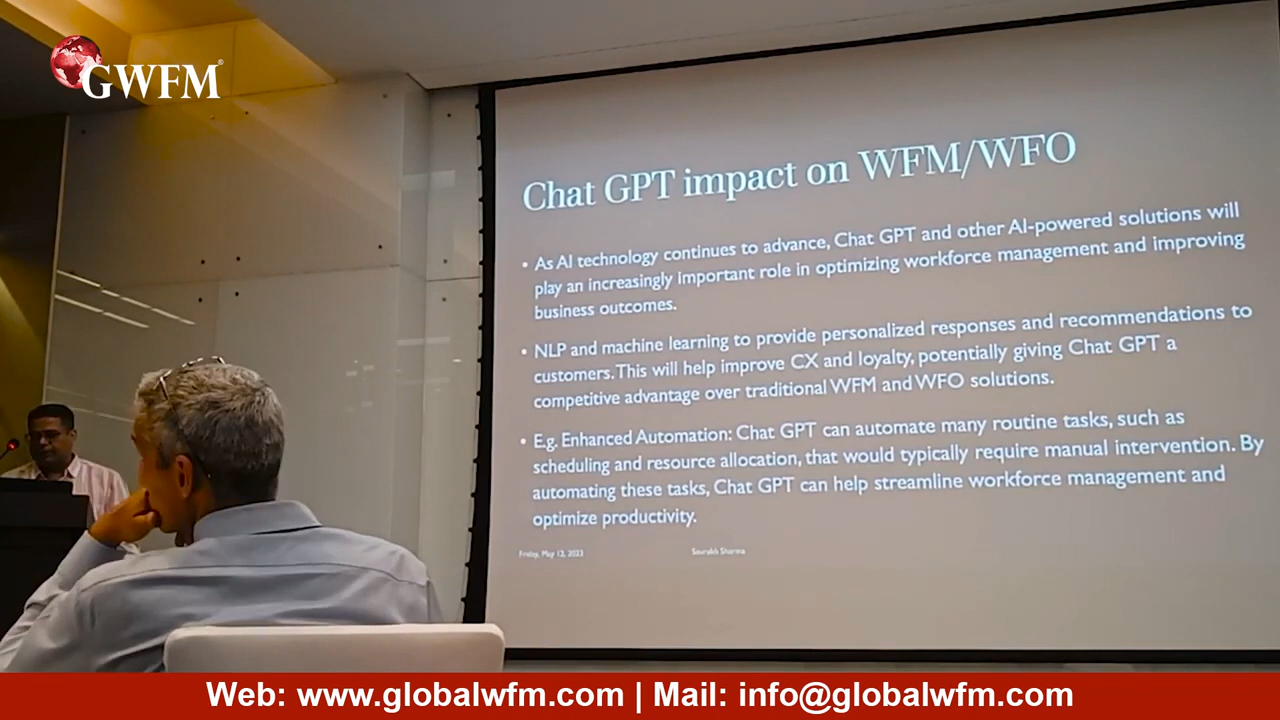 GWFM®
Chat GPT impact on WFM/WFO
• As AI technology continues to advance, Chat GPT and other AI-powered solutions will
play an increasingly important role in optimizing workforce management and improving
business outcomes.
• NLP and machine learning to provide personalized responses and recommendations to
customers. This will help improve CX and loyalty, potentially giving Chat GPT a
competitive advantage over traditional WFM and WFO solutions.
• E.g. Enhanced Automation: Chat GPT can automate many routine tasks, such as
scheduling and resource allocation, that would typically require manual intervention. By
automating these tasks, Chat GPT can help streamline workforce management and
optimize productivity.
Friday, May 12, 2023
Saurabh Sharma
Web: www.globalwfm.com | Mail: info@globalwfm.com